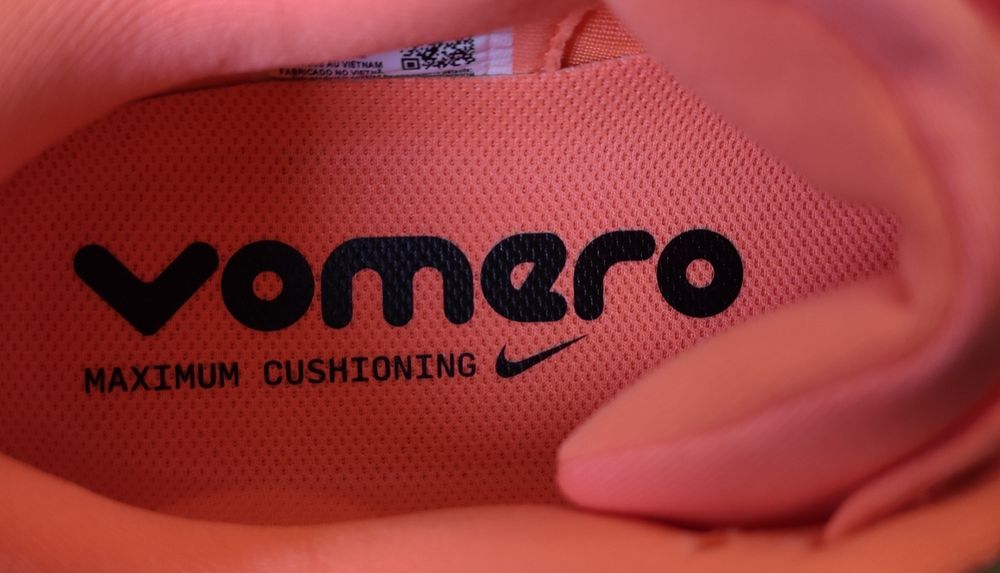 AU VIETNAM
FABRICADO NO VIETNÃ
vomero
MAXIMUM CUSHIONING